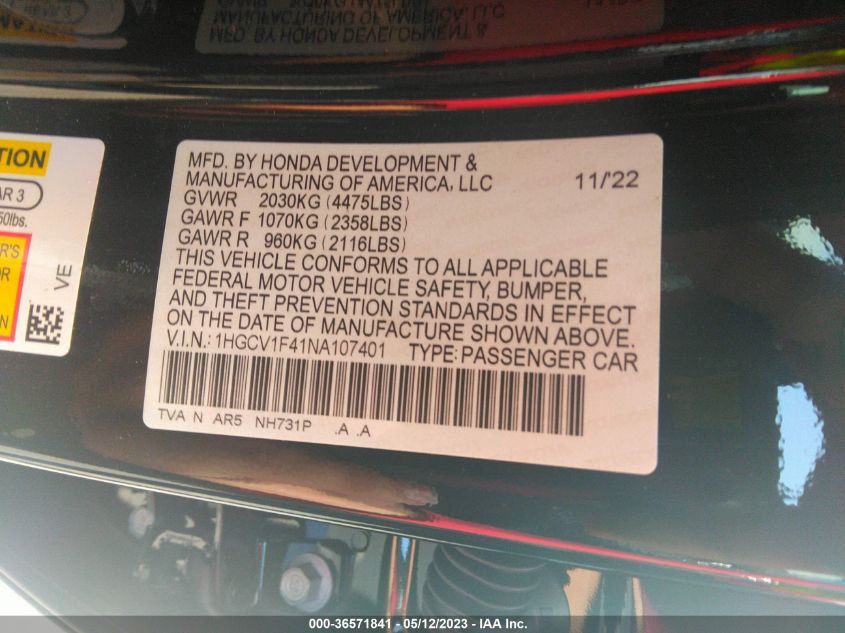 MFD. BY HONDA DEVELOPMENT &
MANUFACTURING OF AMERICA, LLC 11/'22
GVWR 2030KG (4475LBS)
GAWR F 1070KG (2358LBS)
GAWR R 960KG (2116LBS)
THIS VEHICLE CONFORMS TO ALL APPLICABLE
FEDERAL MOTOR VEHICLE SAFETY, BUMPER,
AND THEFT PREVENTION STANDARDS IN EFFECT
ON THE DATE OF MANUFACTURE SHOWN ABOVE.
V.I.N.: 1HGCV1F41NA107401 TYPE: PASSENGER CAR
TVA N AR5 NH731P .A .A
VE
000-36571841 - 05/12/2023 - IAA Inc.